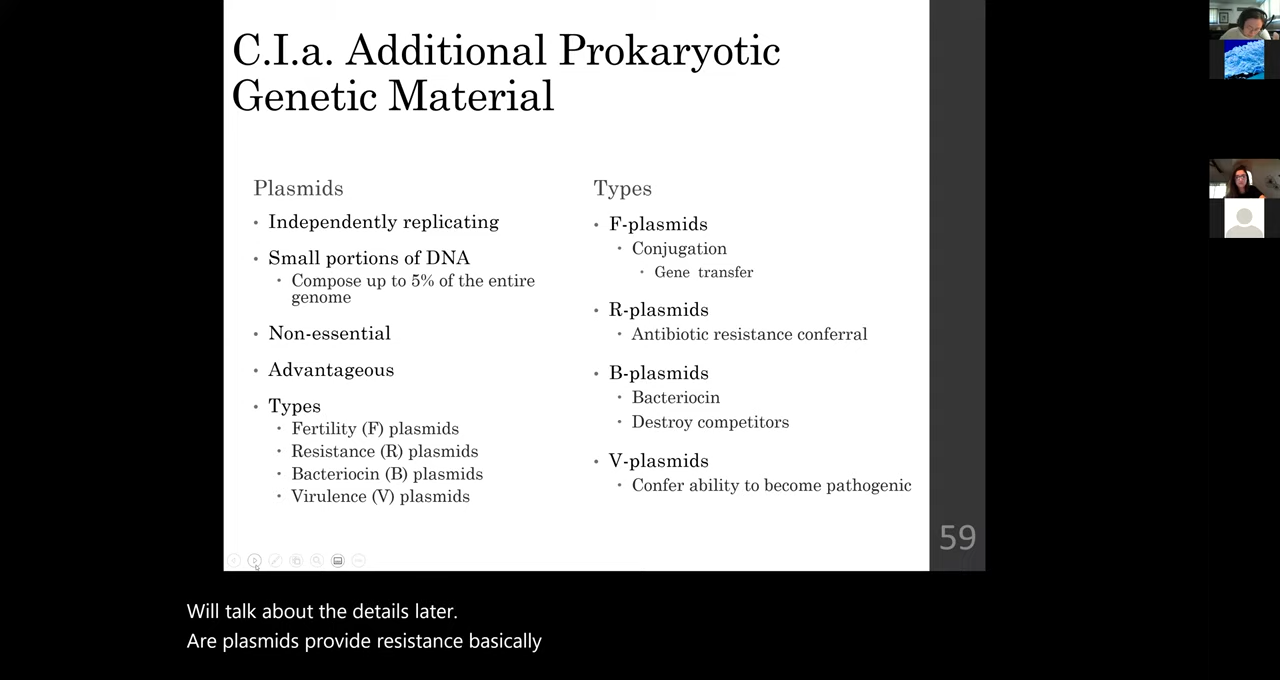 C.I.a. Additional Prokaryotic
Genetic Material
Plasmids
• Independently replicating
• Small portions of DNA
• Compose up to 5% of the entire
genome
• Non-essential
• Advantageous
• Types
• Fertility (F) plasmids
• Resistance (R) plasmids
• Bacteriocin (B) plasmids
• Virulence (V) plasmids
Types
• F-plasmids
• Conjugation
• Gene transfer
• R-plasmids
• Antibiotic resistance conferral
• B-plasmids
• Bacteriocin
• Destroy competitors
• V-plasmids
• Confer ability to become pathogenic
59
Will talk about the details later.
Are plasmids provide resistance basically